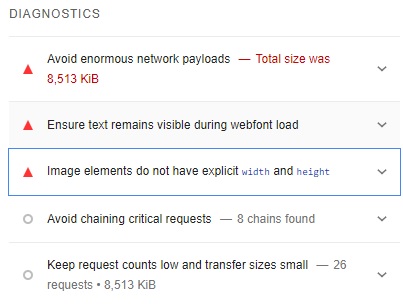 DIAGNOSTICS
Avoid enormous network payloads — Total size was
8,513 KiB
Ensure text remains visible during webfont load
Image elements do not have explicit width and height
Avoid chaining critical requests — 8 chains found
Keep request counts low and transfer sizes small — 26
requests • 8,513 KiB